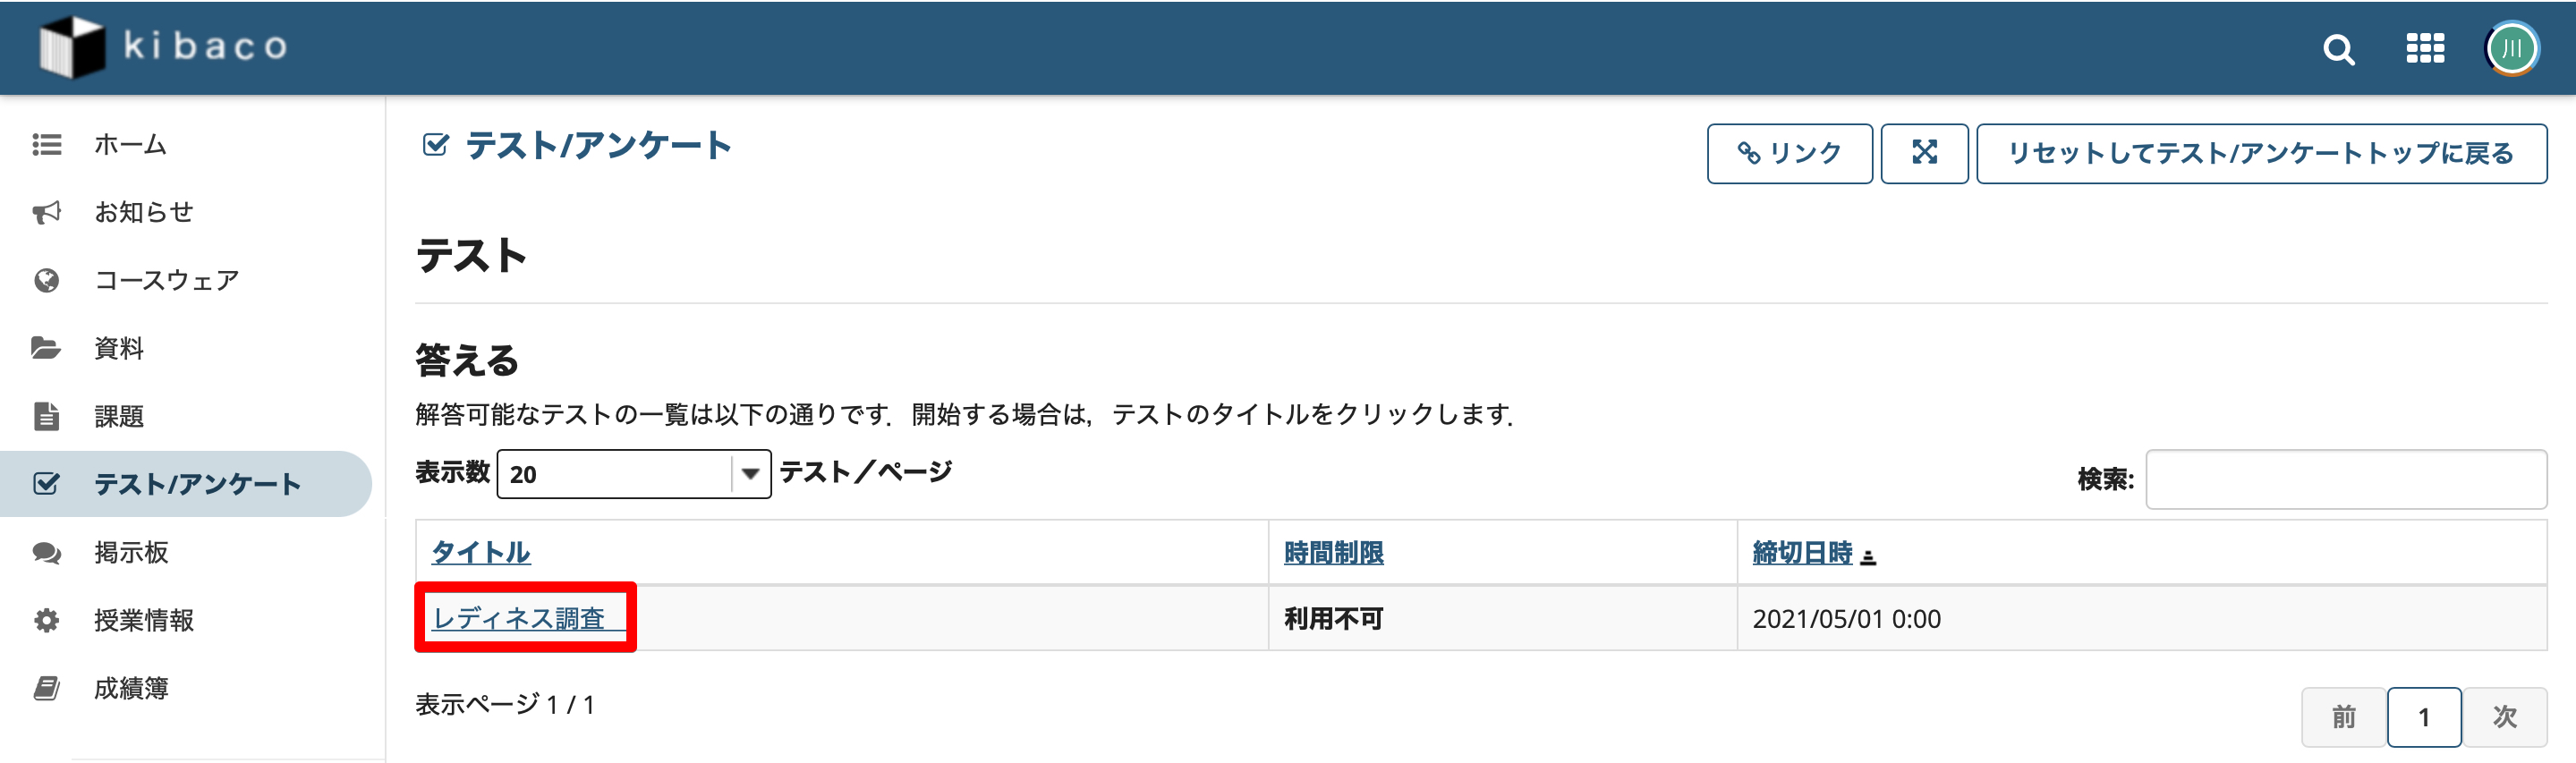 kibaco
川
ホーム
お知らせ
コースウェア
資料
課題
テスト/アンケート
掲示板
授業情報
成績簿
テスト/アンケート
リンク
リセットしてテスト/アンケートトップに戻る
テスト
答える
解答可能なテストの一覧は以下の通りです．開始する場合は，テストのタイトルをクリックします．
表示数 20 テスト／ページ
検索:
タイトル 時間制限 締切日時
レディネス調査 利用不可 2021/05/01 0:00
表示ページ 1 / 1
前 1 次